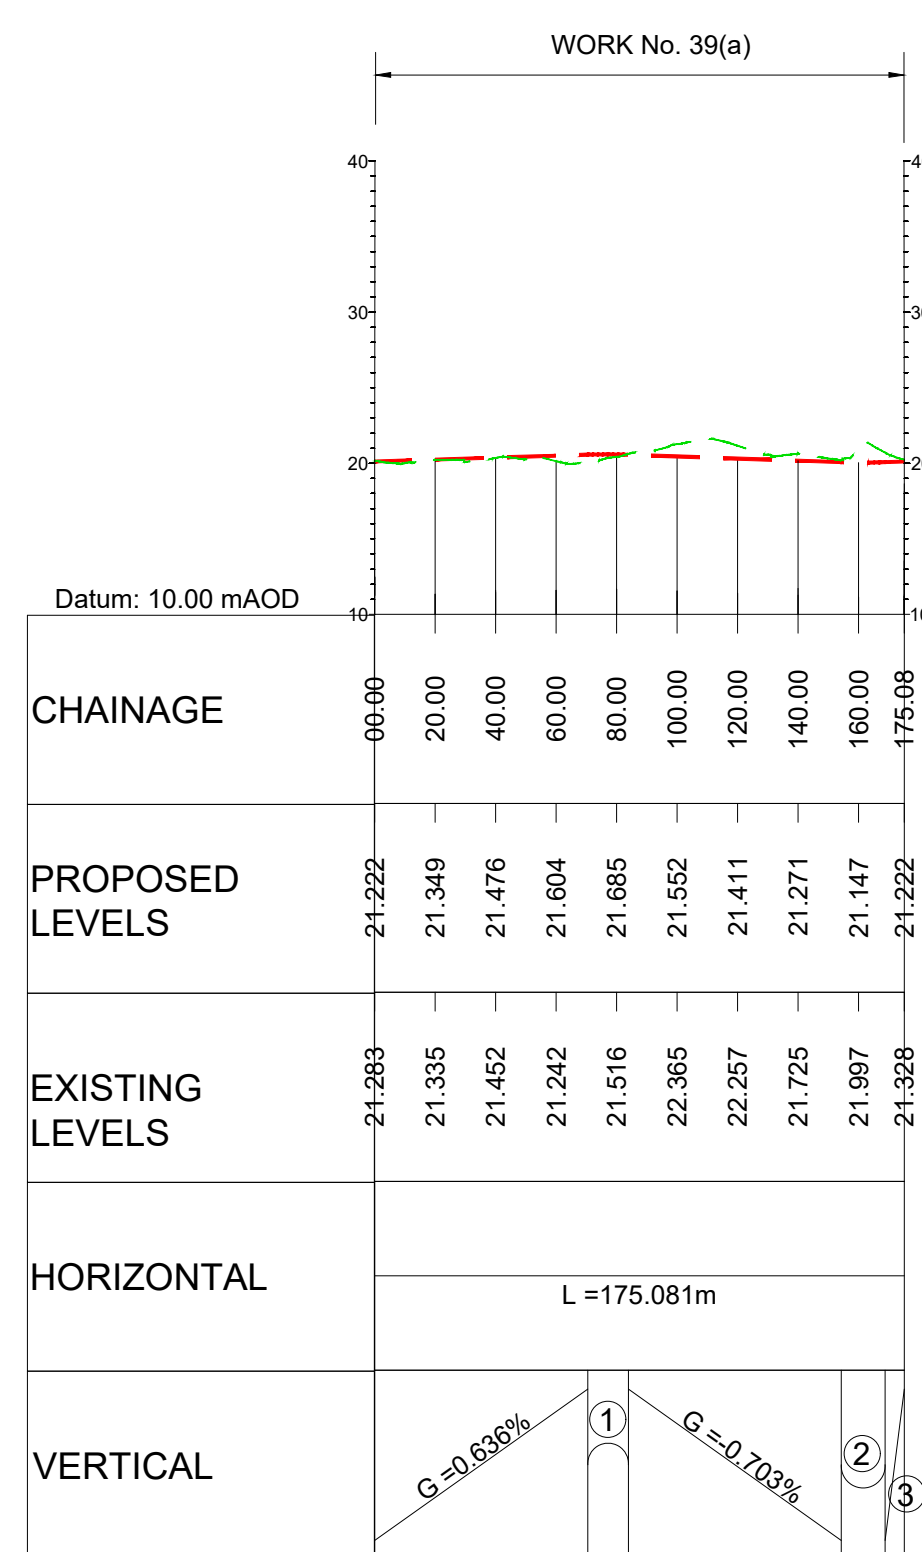 WORK No. 39(a)
40
30
20
10
Datum: 10.00 mAOD
CHAINAGE
00.00 20.00 40.00 60.00 80.00 100.00 120.00 140.00 160.00 175.08
PROPOSED
LEVELS
21.222 21.349 21.476 21.604 21.685 21.552 21.411 21.271 21.147 21.222
EXISTING
LEVELS
21.283 21.335 21.452 21.242 21.516 22.365 22.257 21.725 21.997 21.328
HORIZONTAL
L =175.081m
VERTICAL
G =0.636%
1
G =-0.703%
2
3